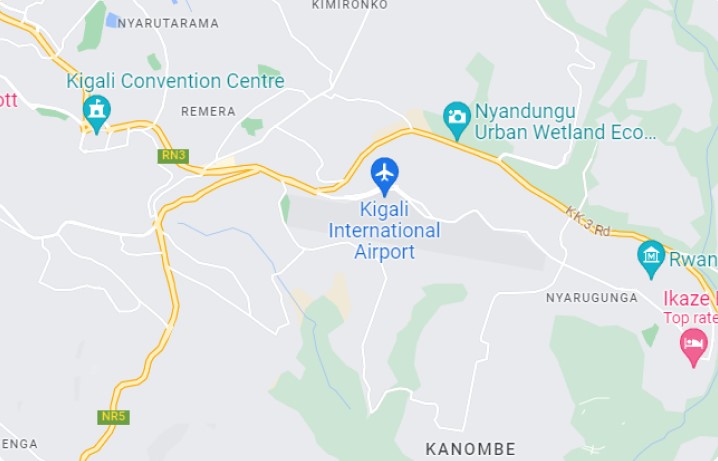 KIMIRONKO
NYARUTARAMA
Kigali Convention Centre
ott
REMERA
Nyandungu
Urban Wetland Eco...
RN3
Kigali
International
Airport
KK 3 Rd
Rwan
NYARUGUNGA
Ikaze
Top rate
NR5
ENGA
KANOMBE